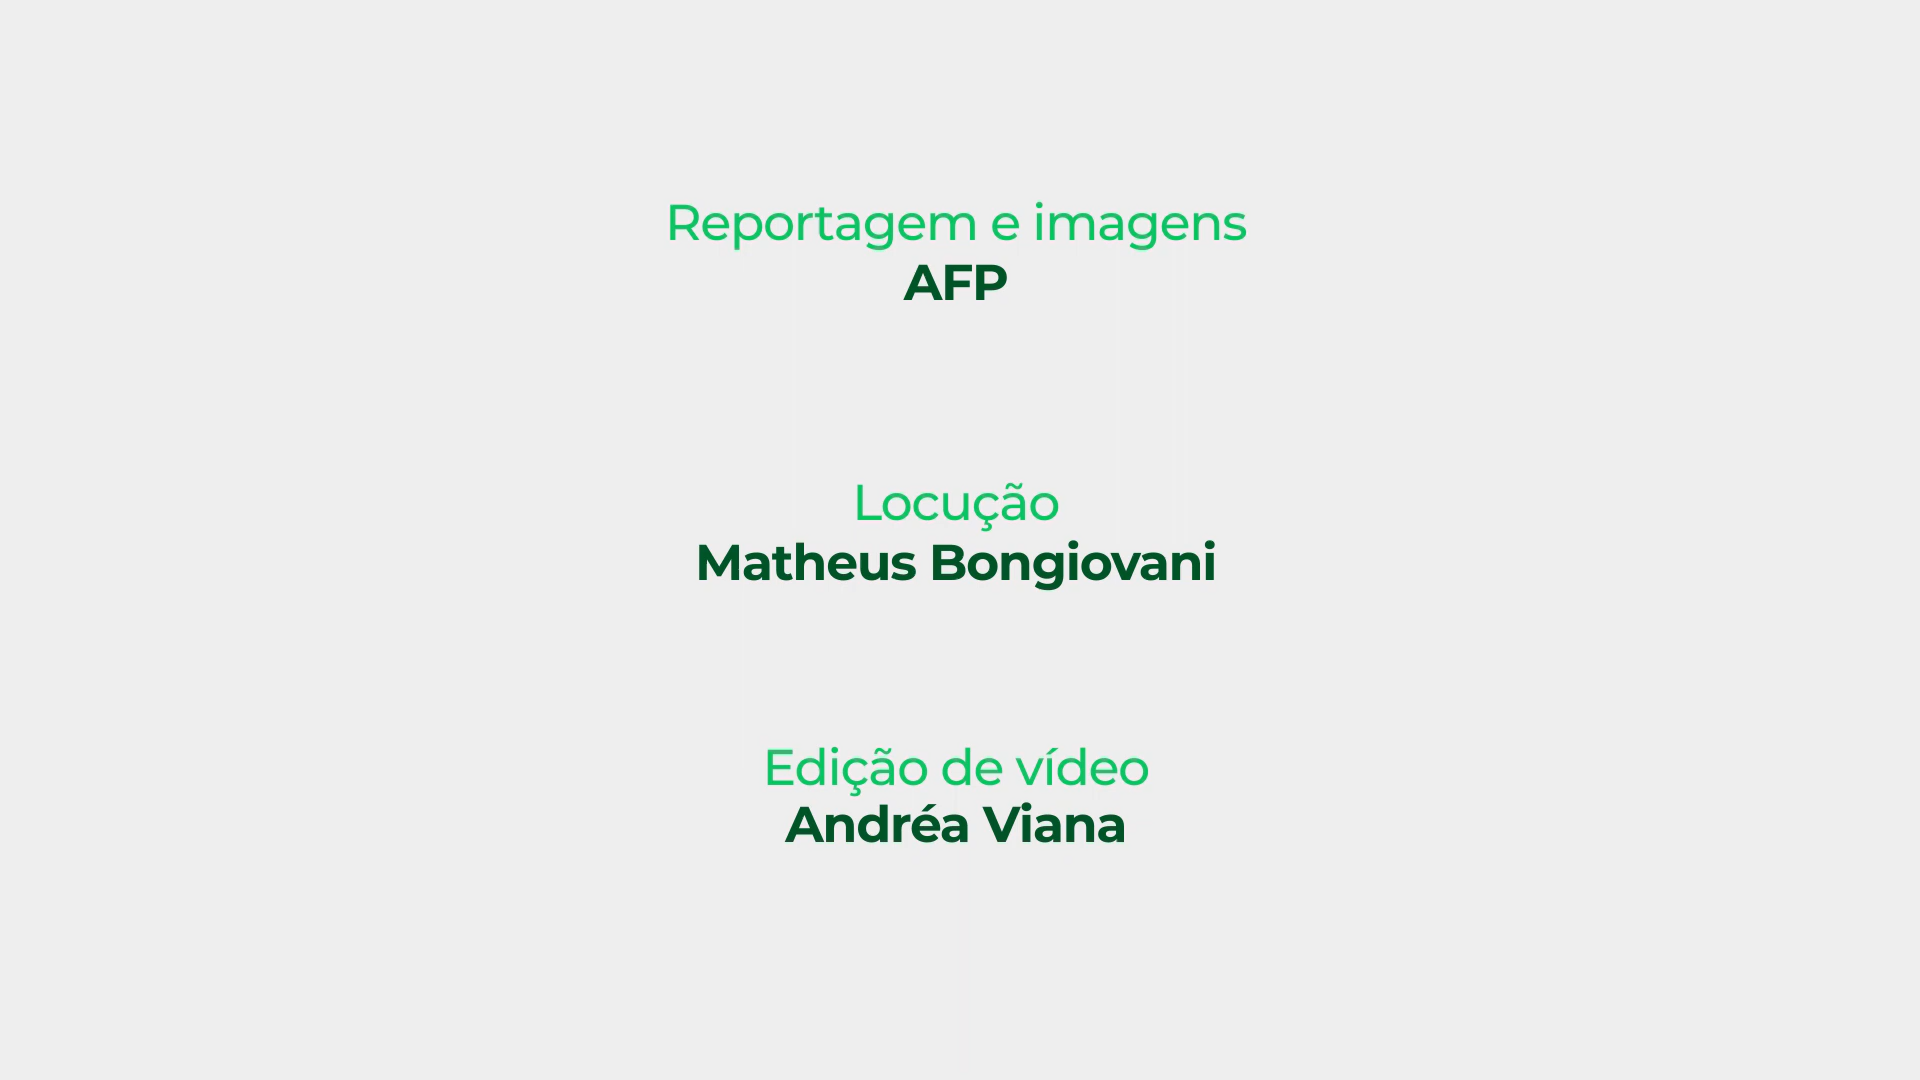 Reportagem e imagens
AFP
Locução
Matheus Bongiovani
Edição de vídeo
Andréa Viana